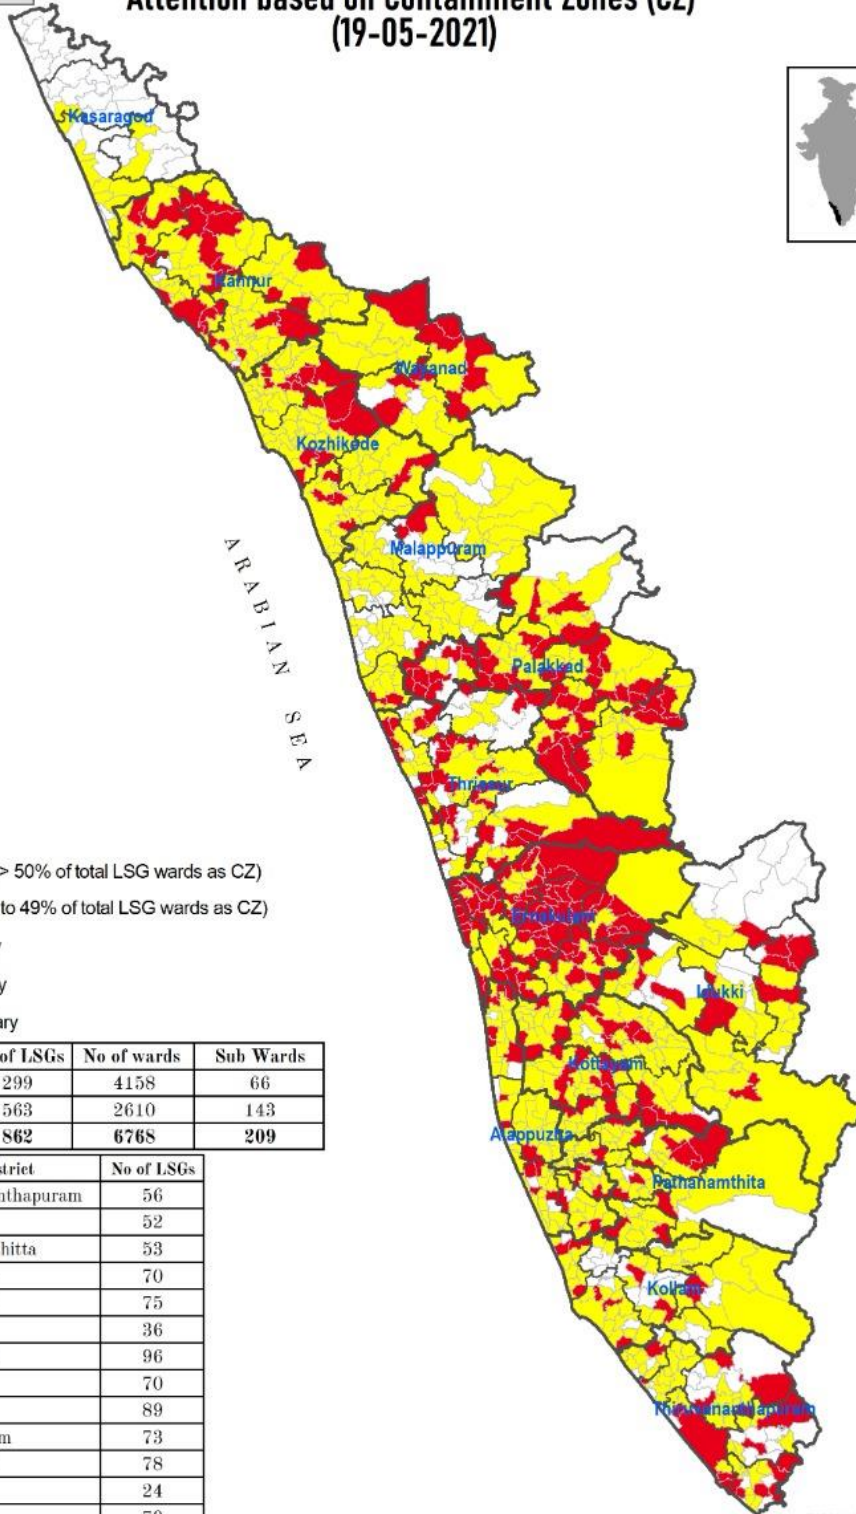 Attention based on Containment Zones (CZ)
(19-05-2021)
Kasaragod
Kannur
Wayanad
Kozhikode
Malappuram
ARABIAN SEA
Palakkad
Thrissur
> 50% of total LSG wards as CZ)
to 49% of total LSG wards as CZ)
Ernakulam
Idukki
of LSGs No of wards Sub Wards
299 4158 66
563 2610 143
862 6768 209
Kottayam
Alappuzha
Pathanamthita
No of LSGs
nthapuram 56
52
hitta 53
70
75
36
96
70
89
m 73
78
24
Kollam
Thiruvananthapuram